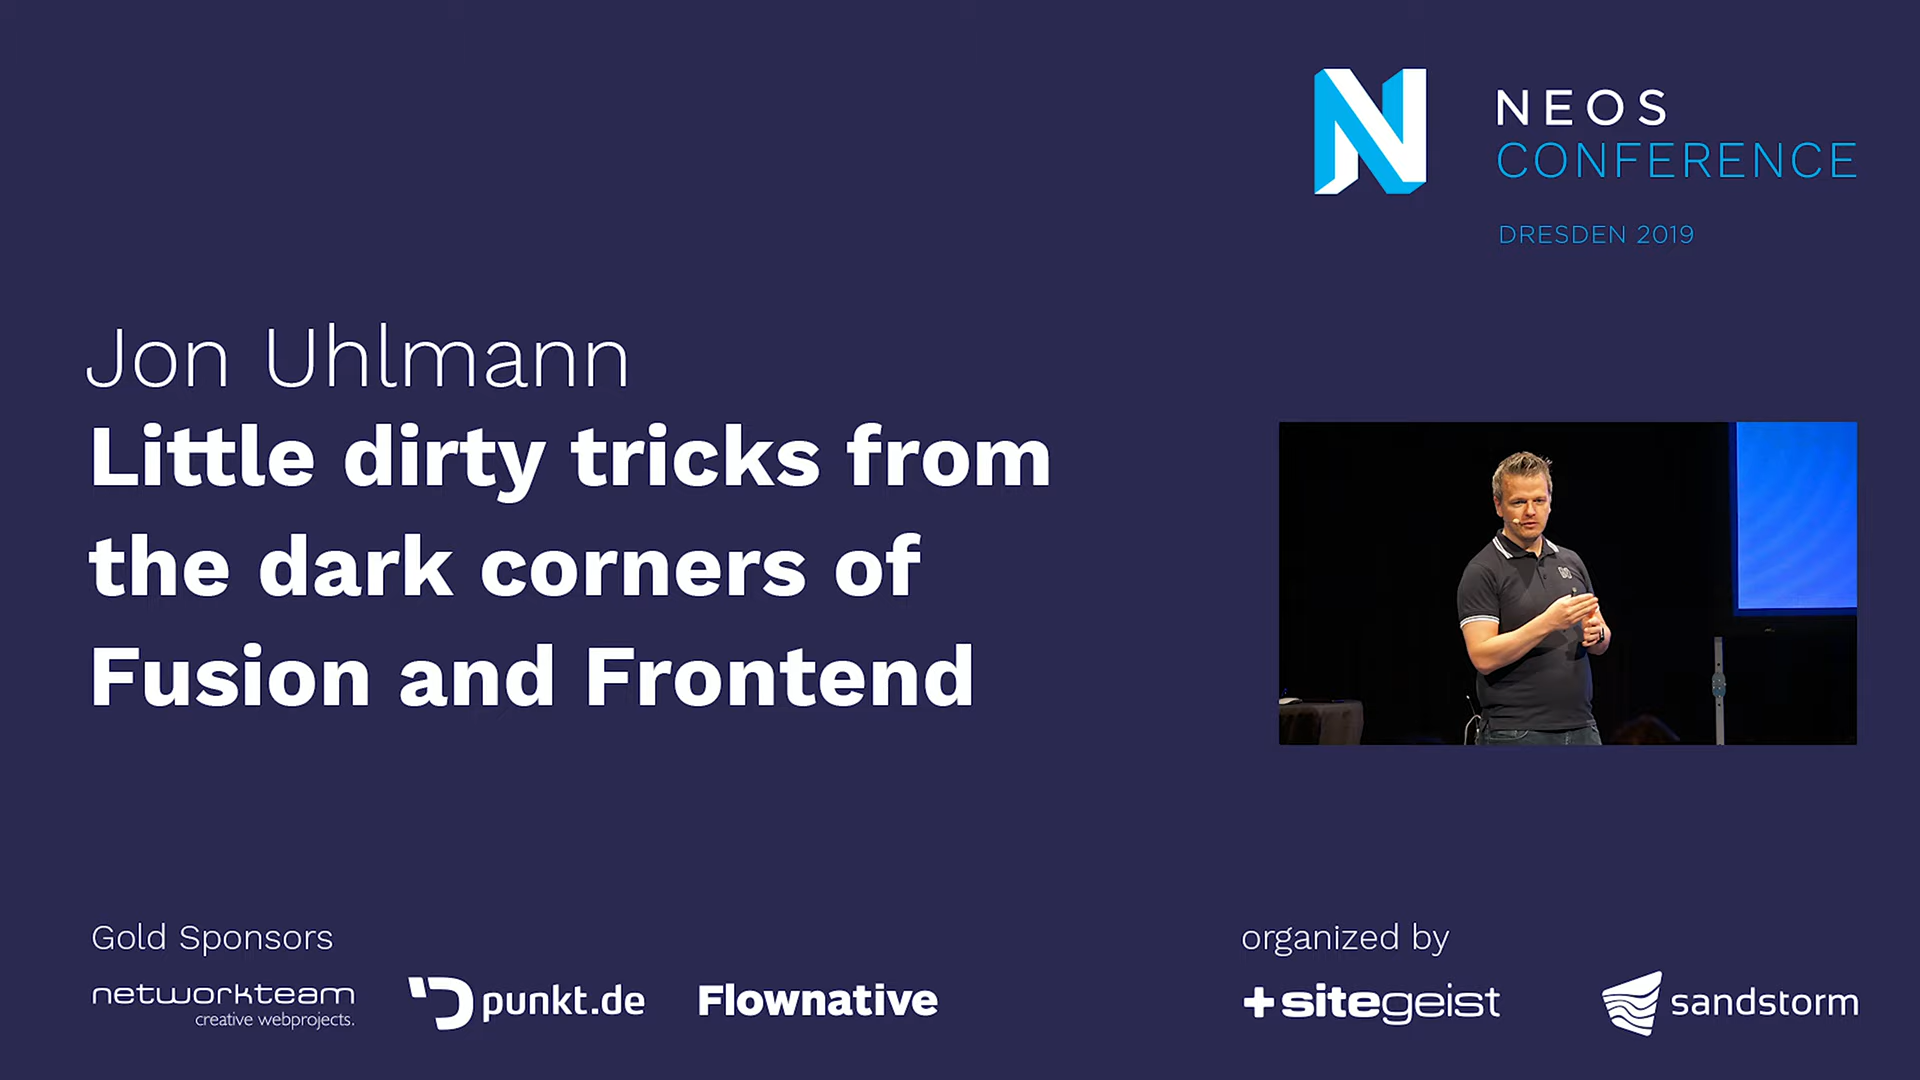 NEOS
CONFERENCE
DRESDEN 2019
Jon Uhlmann
Little dirty tricks from
the dark corners of
Fusion and Frontend
Gold Sponsors
networkteam
creative webprojects.
punkt.de
Flownative
organized by
+sitegeist
sandstorm